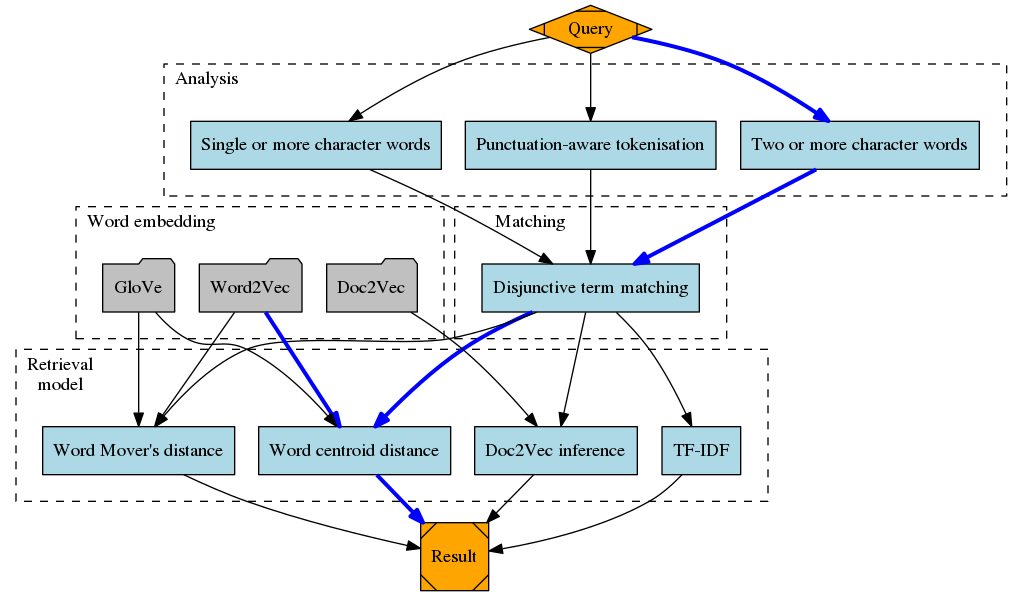 Query
Analysis
Single or more character words
Punctuation-aware tokenisation
Two or more character words
Word embedding
Matching
GloVe
Word2Vec
Doc2Vec
Disjunctive term matching
Retrieval
model
Word Mover's distance
Word centroid distance
Doc2Vec inference
TF-IDF
Result